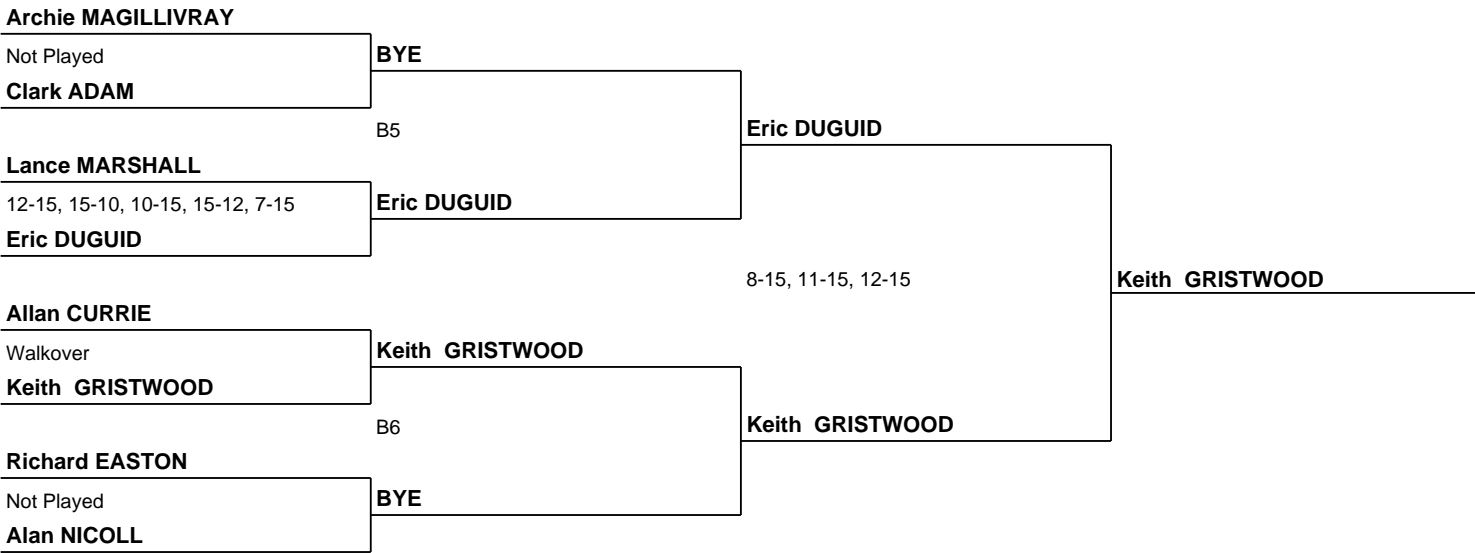 Archie MAGILLIVRAY
Not Played
BYE
Clark ADAM
B5
Eric DUGUID
Lance MARSHALL
12-15, 15-10, 10-15, 15-12, 7-15
Eric DUGUID
Eric DUGUID
8-15, 11-15, 12-15
Keith  GRISTWOOD
Allan CURRIE
Walkover
Keith  GRISTWOOD
Keith  GRISTWOOD
B6
Keith  GRISTWOOD
Richard EASTON
Not Played
BYE
Alan NICOLL